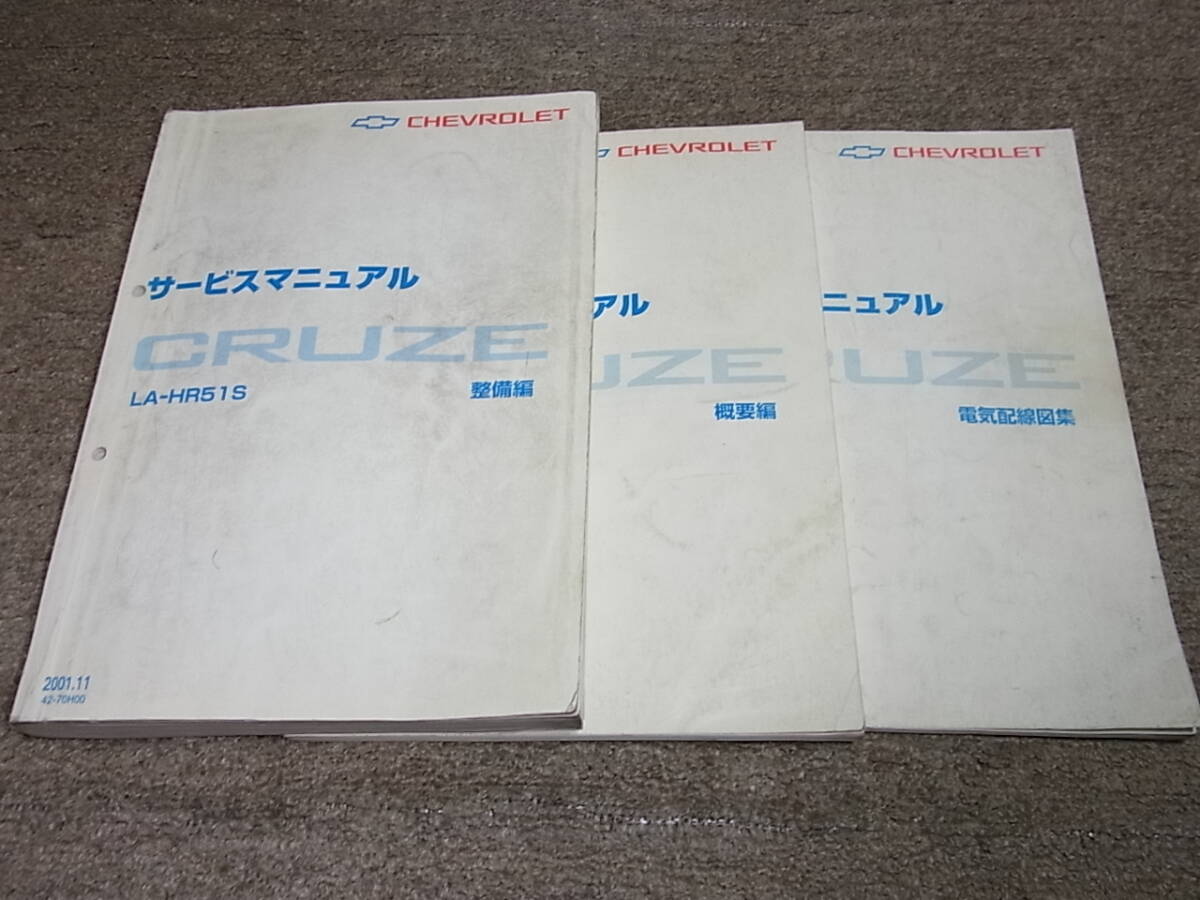 CHEVROLET
サービスマニュアル
CRUZE
LA-HR51S 整備編
2001.11
42-70H00
CHEVROLET
アル
UZE
概要編
CHEVROLET
ニュアル
RUZE
電気配線図集